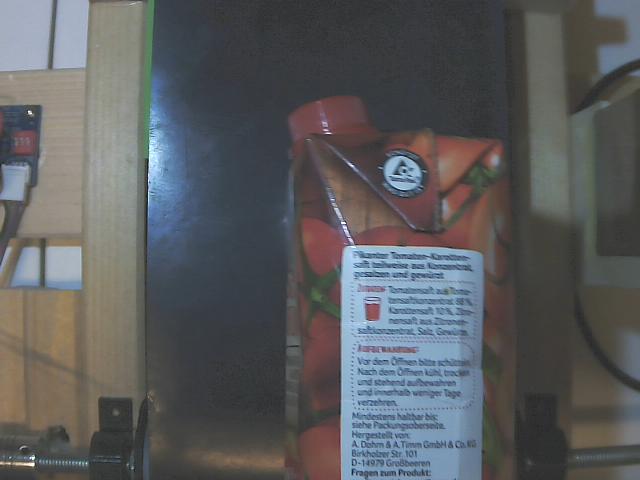 Pikanter Tomaten-Karotten-
saft teilweise aus Konzentrat,
gesalzen und gewürzt
Zutaten: Tomatensaft aus Toma-
tensaftkonzentrat 88%,
Karottensaft 10%, Zitro-
nensaft aus Zitronen-
saftkonzentrat, Salz, Gewürze.
Aufbewahrung:
Vor dem Öffnen bitte schütteln.
Nach dem Öffnen kühl, trocken
und stehend aufbewahren
und innerhalb weniger Tage
verzehren.
Mindestens haltbar bis:
siehe Packungsoberseite.
Hergestellt von:
A. Dohrn & A. Timm GmbH & Co. KG
Birkholzer Str. 101
D-14979 Großbeeren
Fragen zum Produkt: